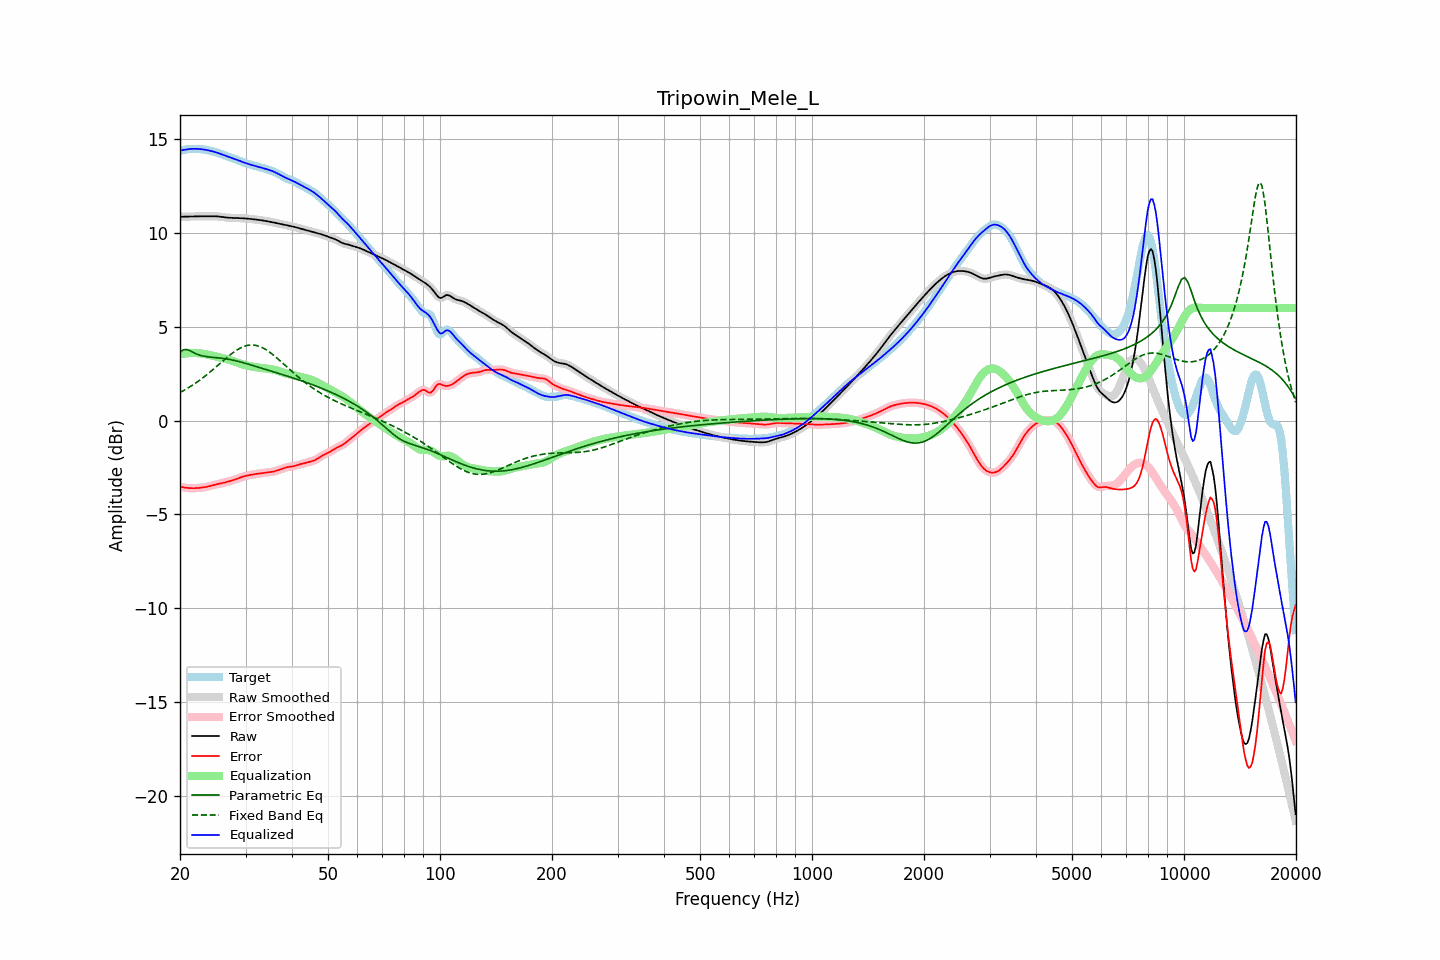 Tripowin_Mele_L
Amplitude (dBr)
15
10
5
0
−5
−10
−15
−20
Target
Raw Smoothed
Error Smoothed
Raw
Error
Equalization
Parametric Eq
Fixed Band Eq
Equalized
20
50
100
200
500
1000
2000
5000
10000
20000
Frequency (Hz)